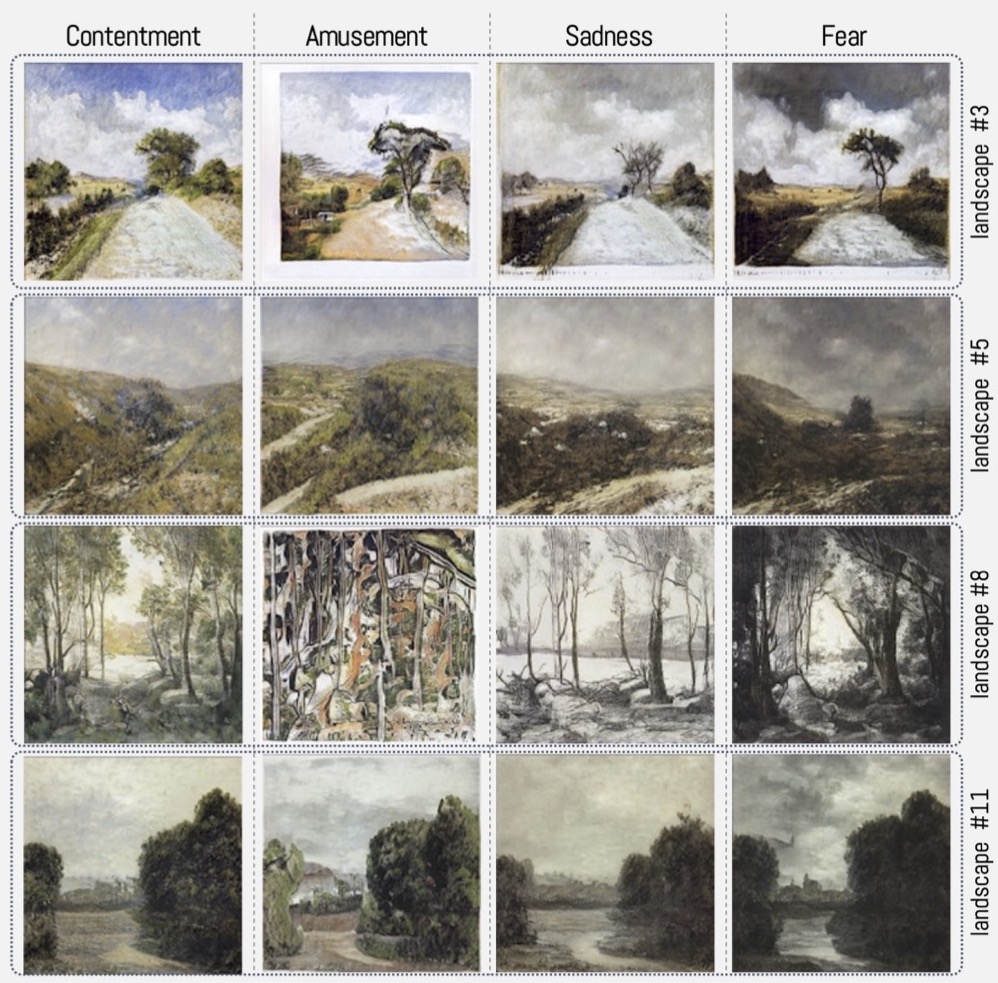 Contentment
Amusement
Sadness
Fear
landscape #3
landscape #5
landscape #8
landscape #11